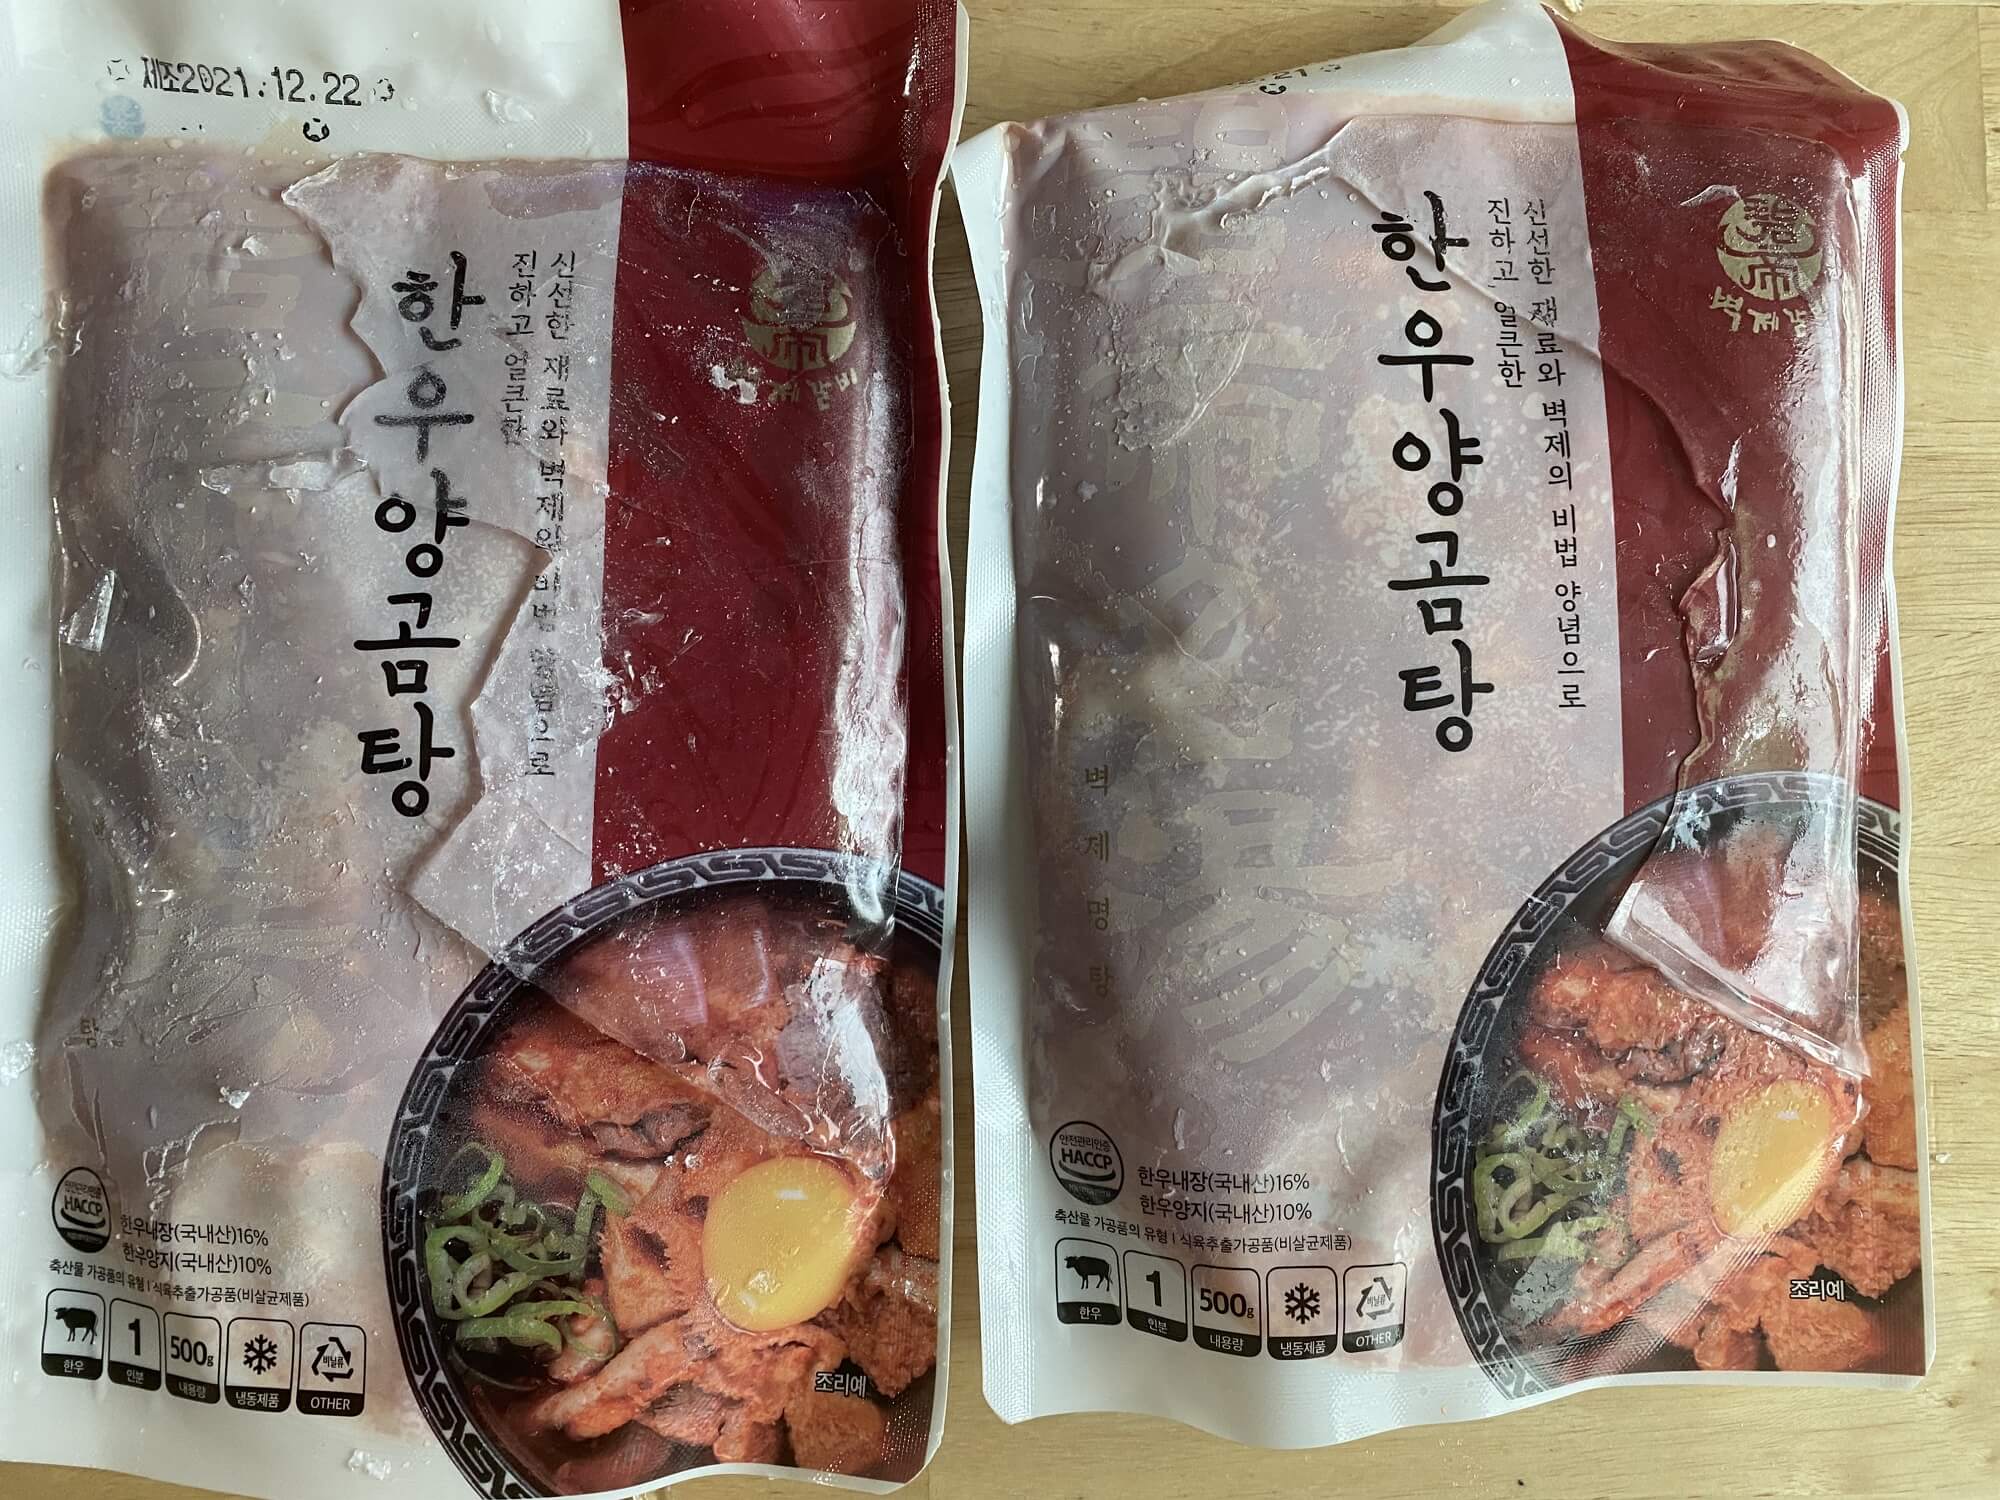 제조2021.12.22
한우양곰탕
신선한 재료와 벽제의 비법 양념으로
진하고 얼큰한
제갈비
탕
HACCP
한우내장(국내산)16%
한우양지(국내산)10%
축산물 가공품의 유형 I 식육추출가공품(비살균제품)
한우
1
인분
500g
내용량
냉동제품
비닐류
OTHER
조리예
21
한우양곰탕
신선한 재료와 벽제의 비법 양념으로
진하고 얼큰한
벽제갈
벽제명탕
안전관리인증
HACCP
한우내장(국내산)16%
한우양지(국내산)10%
축산물 가공품의 유형 I 식육추출가공품(비살균제품)
한우
1
인분
500g
내용량
냉동제품
비닐류
OTHER
조리예